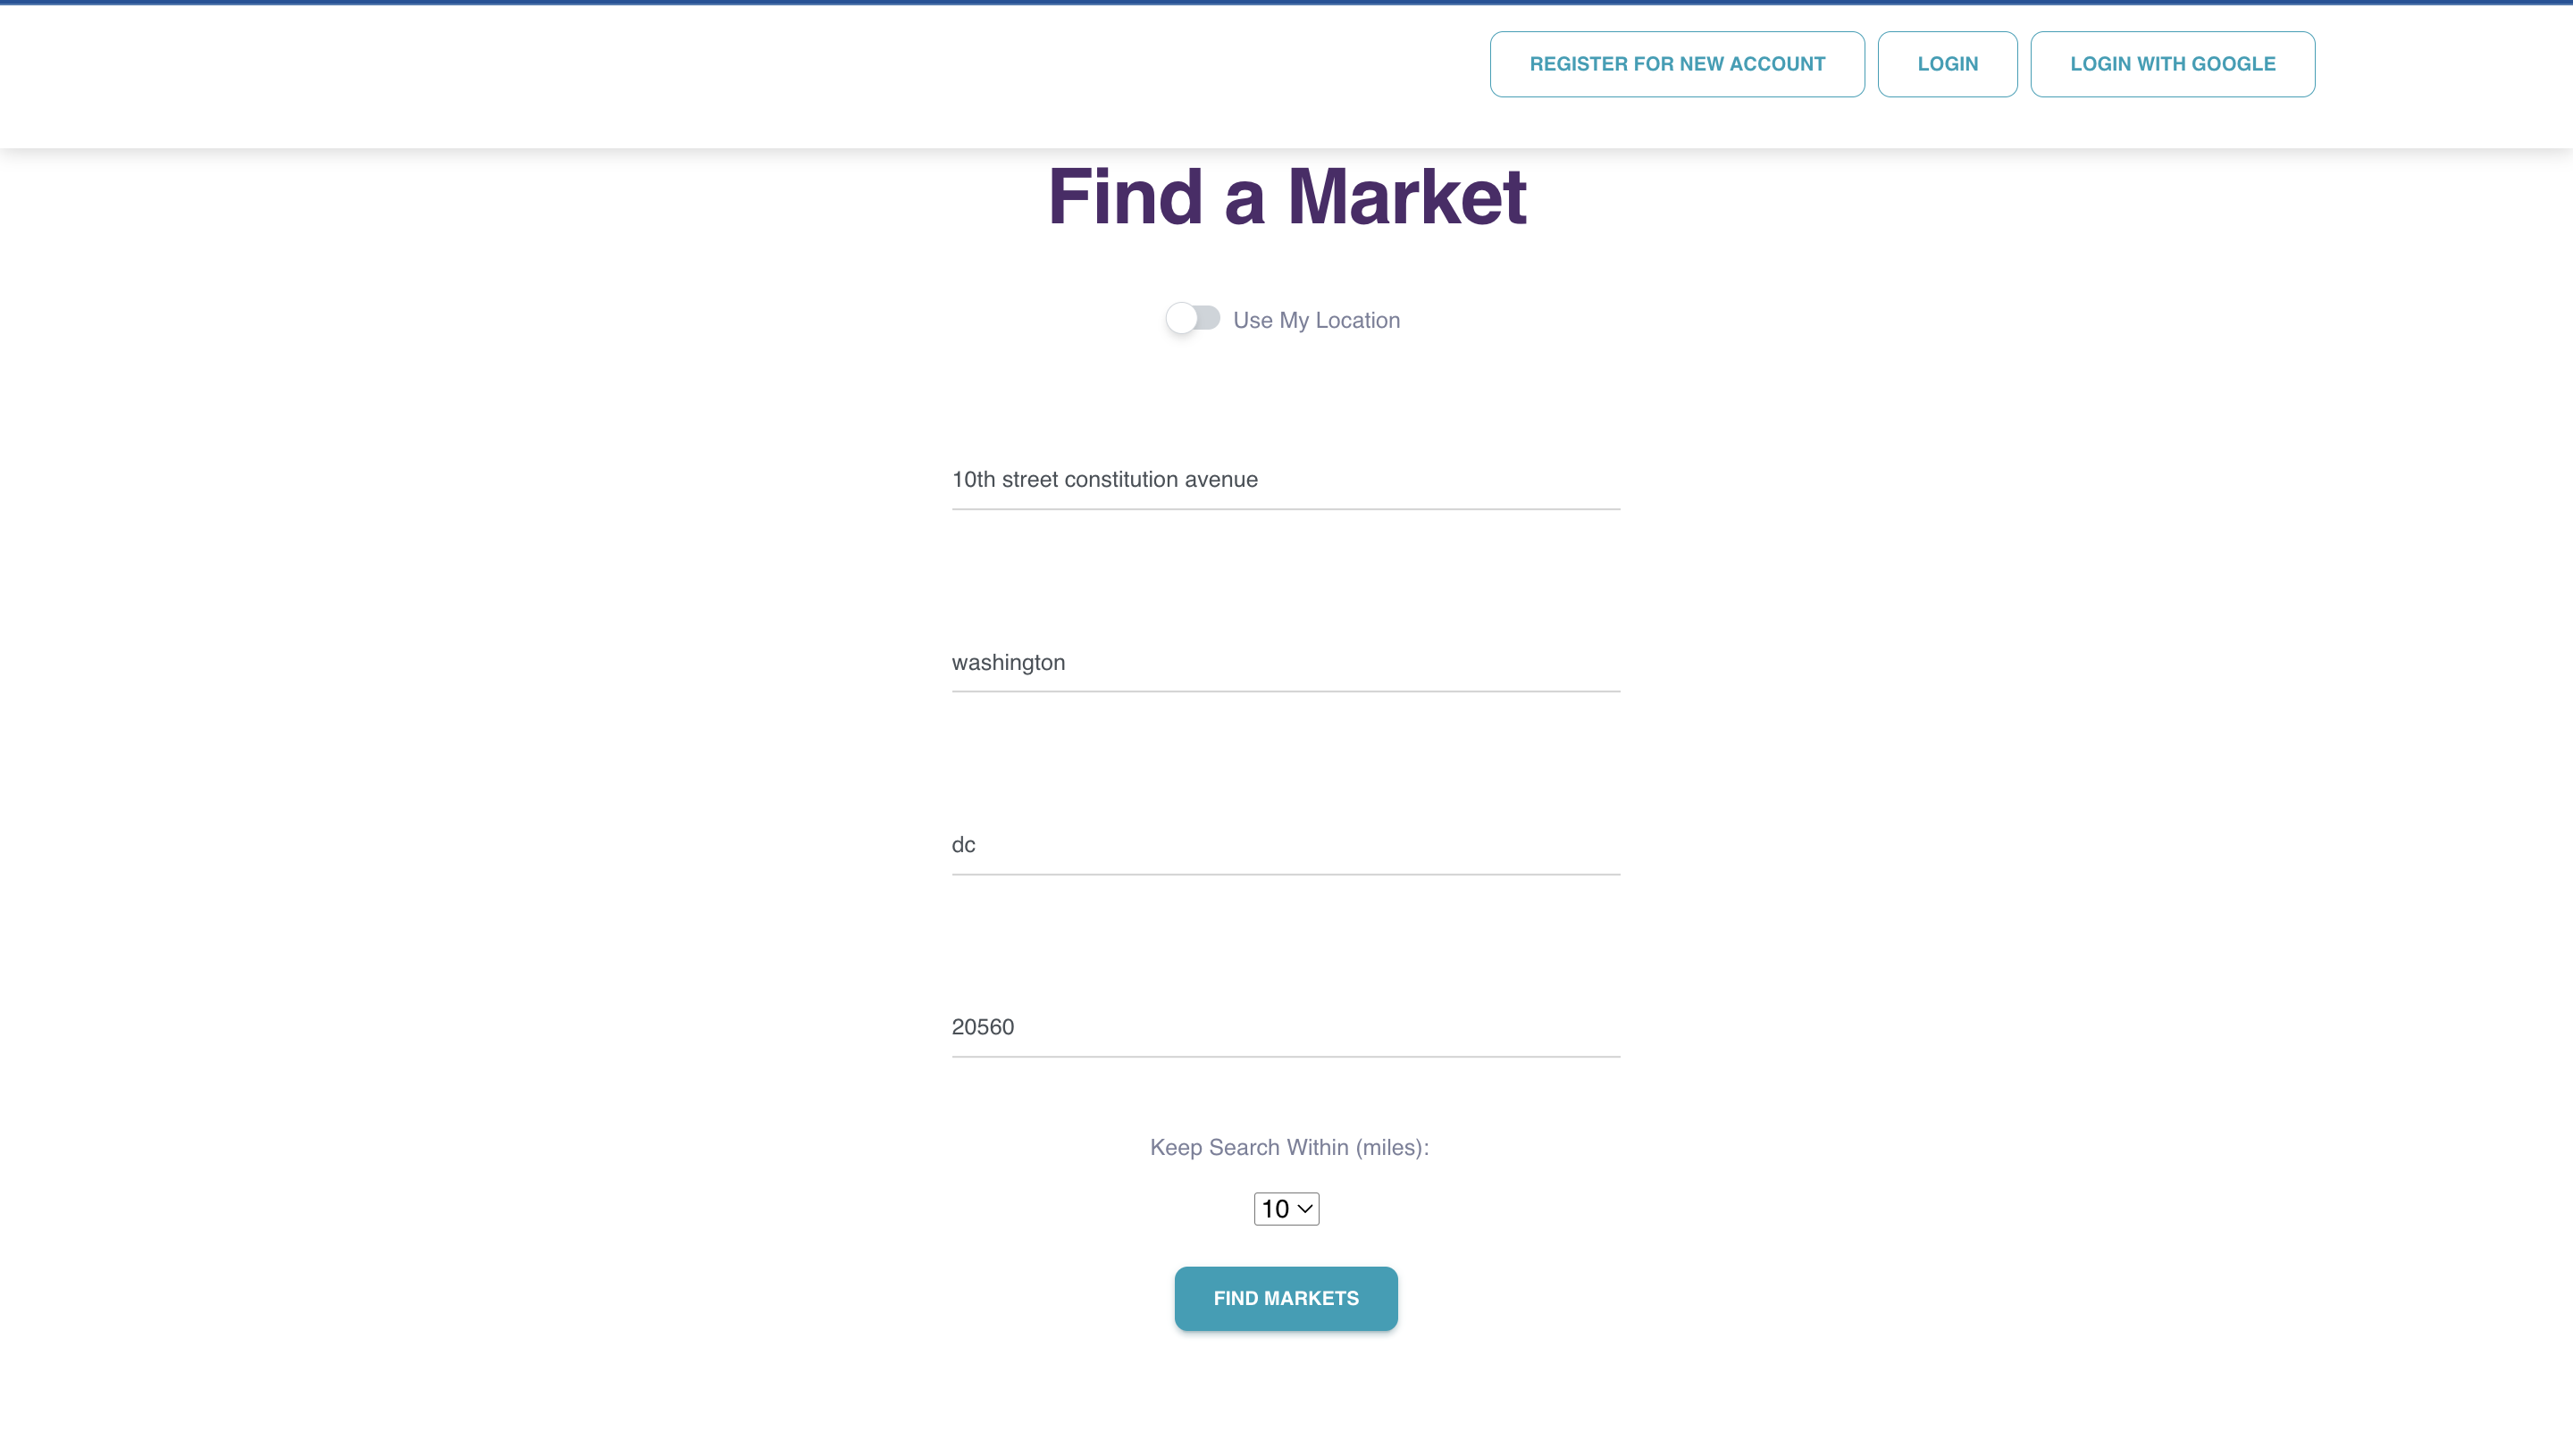 REGISTER FOR NEW ACCOUNT LOGIN LOGIN WITH GOOGLE
Find a Market
Use My Location
10th street constitution avenue
washington
dc
20560
Keep Search Within (miles):
10
FIND MARKETS